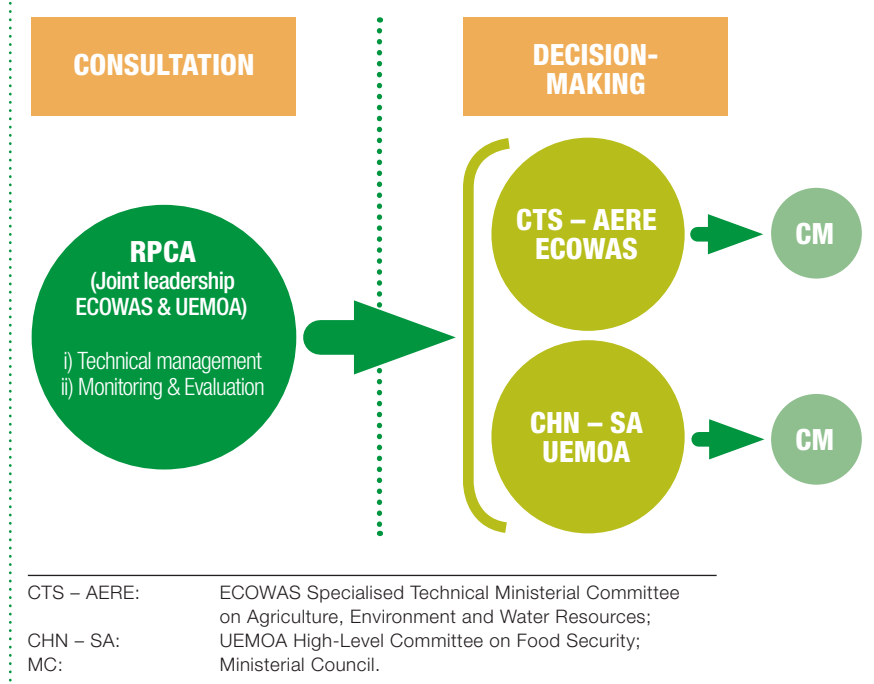 CONSULTATION
DECISION-
MAKING
RPCA
(Joint leadership
ECOWAS & UEMOA)
i) Technical management
ii) Monitoring & Evaluation
CTS – AERE
ECOWAS
CM
CHN – SA
UEMOA
CM
CTS – AERE: ECOWAS Specialised Technical Ministerial Committee
on Agriculture, Environment and Water Resources;
CHN – SA: UEMOA High-Level Committee on Food Security;
MC: Ministerial Council.